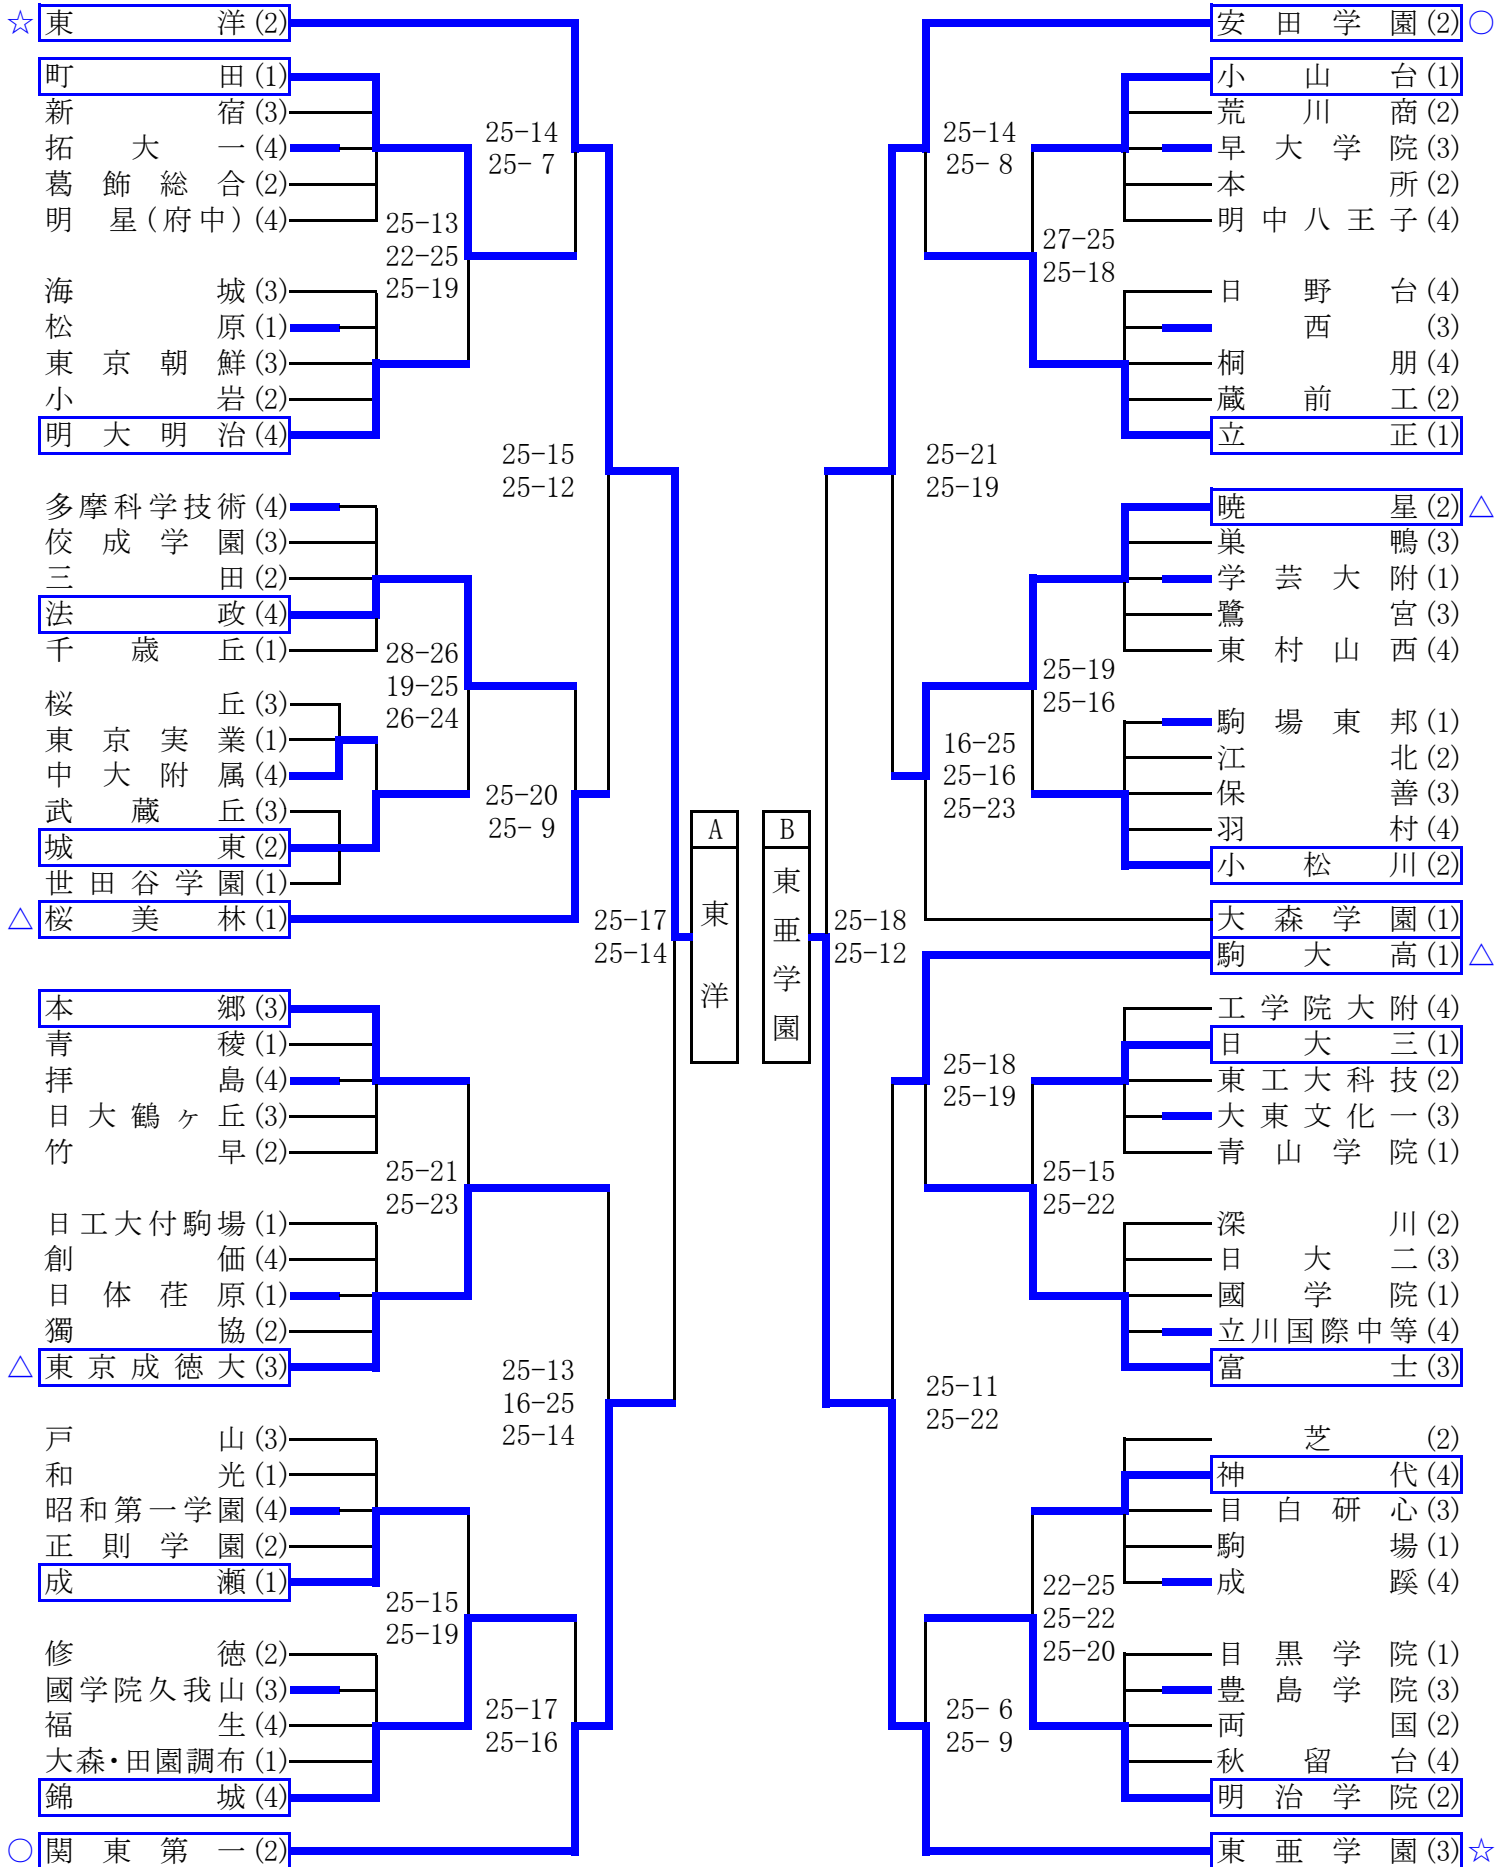 ☆ 東洋(2)
町田(1)
新宿(3)
拓大一(4)
葛飾総合(2)
明星(府中)(4)
海城(3)
松原(1)
東京朝鮮(3)
小岩(2)
明大明治(4)
多摩科学技術(4)
佼成学園(3)
三田(2)
法政(4)
千歳丘(1)
桜丘(3)
東京実業(1)
中大附属(4)
武蔵丘(3)
城東(2)
世田谷学園(1)
△ 桜美林(1)
本郷(3)
青稜(1)
拝島(4)
日大鶴ヶ丘(3)
竹早(2)
日工大付駒場(1)
創価(4)
日体荏原(1)
獨協(2)
△ 東京成徳大(3)
戸山(3)
和光(1)
昭和第一学園(4)
正則学園(2)
成瀬(1)
修徳(2)
國学院久我山(3)
福生(4)
大森・田園調布(1)
錦城(4)
○ 関東第一(2)
25-14
25- 7
25-13
22-25
25-19
25-15
25-12
28-26
19-25
26-24
25-20
25- 9
25-17
25-14
25-21
25-23
25-13
16-25
25-14
25-15
25-19
25-17
25-16
A
東洋
B
東亜学園
25-14
25- 8
27-25
25-18
25-21
25-19
25-19
25-16
16-25
25-16
25-23
25-18
25-12
25-18
25-19
25-15
25-22
25-11
25-22
22-25
25-22
25-20
25- 6
25- 9
安田学園(2) ○
小山台(1)
荒川商(2)
早大学院(3)
本所(2)
明中八王子(4)
日野台(4)
西(3)
桐朋(4)
蔵前工(2)
立正(1)
暁星(2) △
巣鴨(3)
学芸大附(1)
鷺宮(3)
東村山西(4)
駒場東邦(1)
江北(2)
保善(3)
羽村(4)
小松川(2)
大森学園(1)
駒大高(1) △
工学院大附(4)
日大三(1)
東工大科技(2)
大東文化一(3)
青山学院(1)
深川(2)
日大二(3)
國学院(1)
立川国際中等(4)
富士(3)
芝(2)
神代(4)
目白研心(3)
駒場(1)
成蹊(4)
目黒学院(1)
豊島学院(3)
両国(2)
秋留台(4)
明治学院(2)
東亜学園(3) ☆